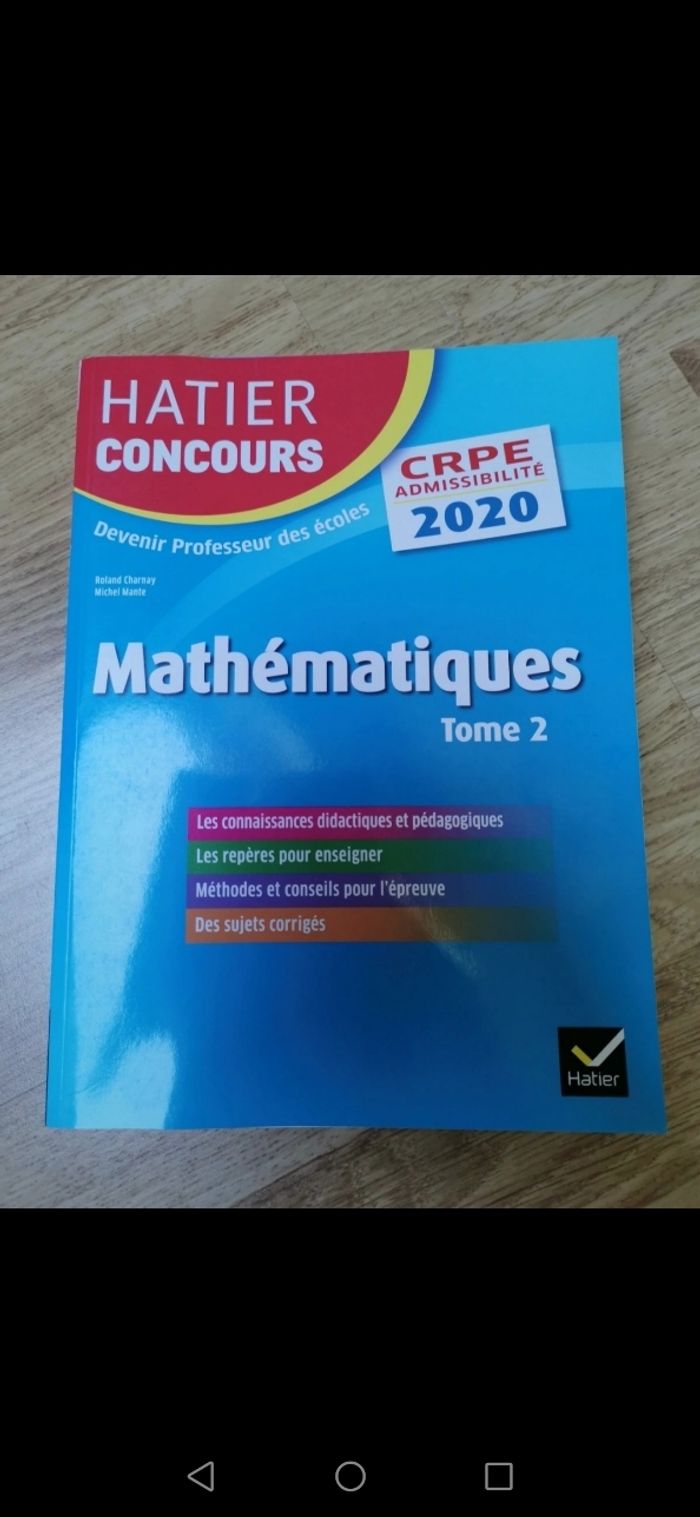 HATIER
CONCOURS
CRPE
ADMISSIBILITÉ
2020
Devenir Professeur des écoles
Roland Charnay
Michel Mante
Mathématiques
Tome 2
Les connaissances didactiques et pédagogiques
Les repères pour enseigner
Méthodes et conseils pour l'épreuve
Des sujets corrigés
Hatier